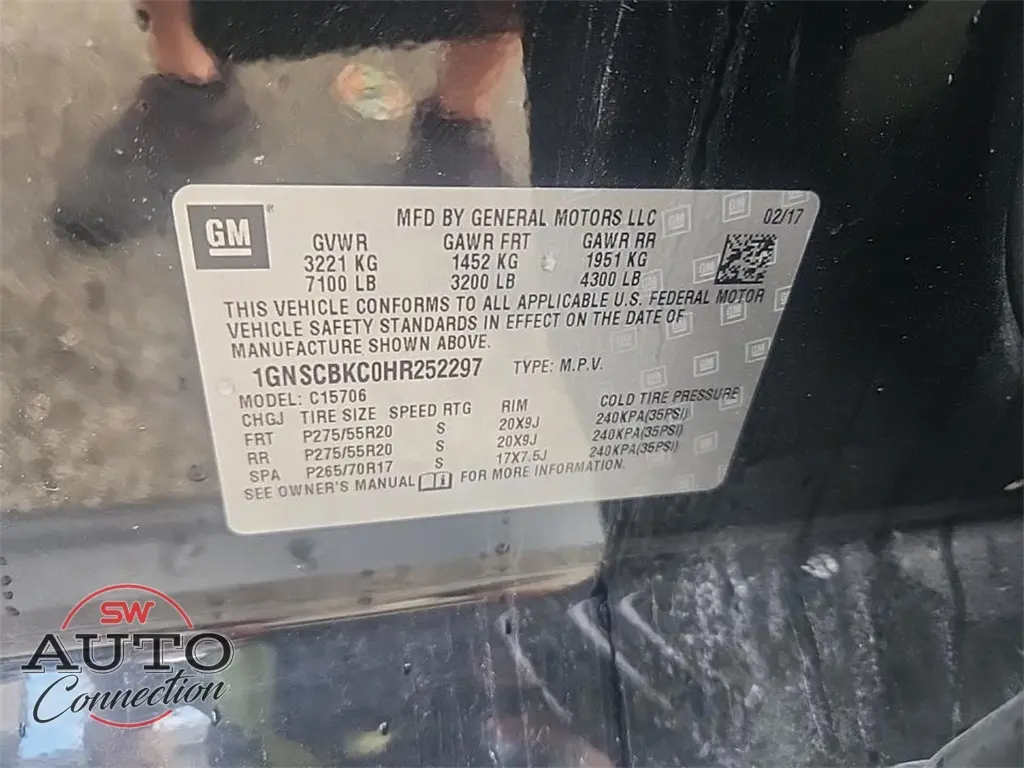 GM
MFD BY GENERAL MOTORS LLC 02/17
GVWR GAWR FRT GAWR RR
3221 KG 1452 KG 1951 KG
7100 LB 3200 LB 4300 LB
THIS VEHICLE CONFORMS TO ALL APPLICABLE U.S. FEDERAL MOTOR
VEHICLE SAFETY STANDARDS IN EFFECT ON THE DATE OF
MANUFACTURE SHOWN ABOVE.
1GNSCBKC0HR252297 TYPE: M.P.V.
MODEL: C15706
CHGJ TIRE SIZE SPEED RTG RIM COLD TIRE PRESSURE
FRT P275/55R20 S 20X9J 240KPA(35PSI)
RR P275/55R20 S 20X9J 240KPA(35PSI)
SPA P265/70R17 S 17X7.5J 240KPA(35PSI)
SEE OWNER'S MANUAL FOR MORE INFORMATION.
SW
AUTO
Connection